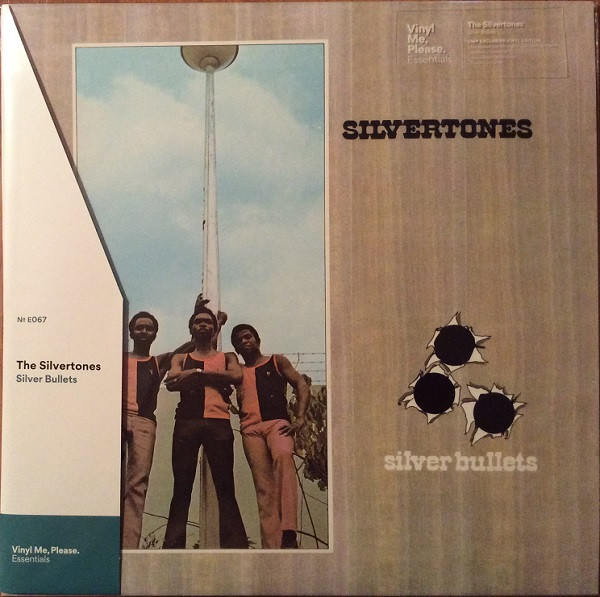 Vinyl
Me,
Please.
Essentials
The Silvertones
SILVERTONES
Nº E067
The Silvertones
Silver Bullets
silver bullets
Vinyl Me, Please.
Essentials